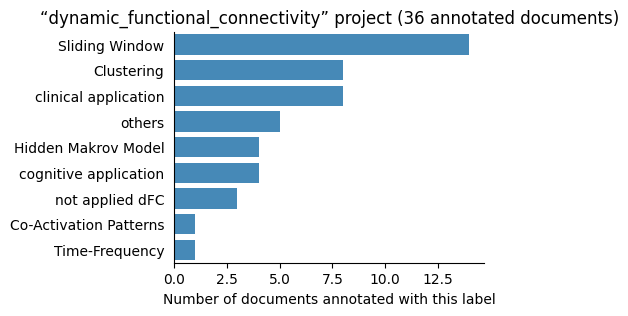 “dynamic_functional_connectivity” project (36 annotated documents)
Sliding Window
Clustering
clinical application
others
Hidden Makrov Model
cognitive application
not applied dFC
Co-Activation Patterns
Time-Frequency
0.0 2.5 5.0 7.5 10.0 12.5
Number of documents annotated with this label